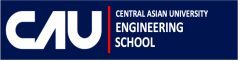 CAU
CENTRAL ASIAN UNIVERSITY
ENGINEERING
SCHOOL